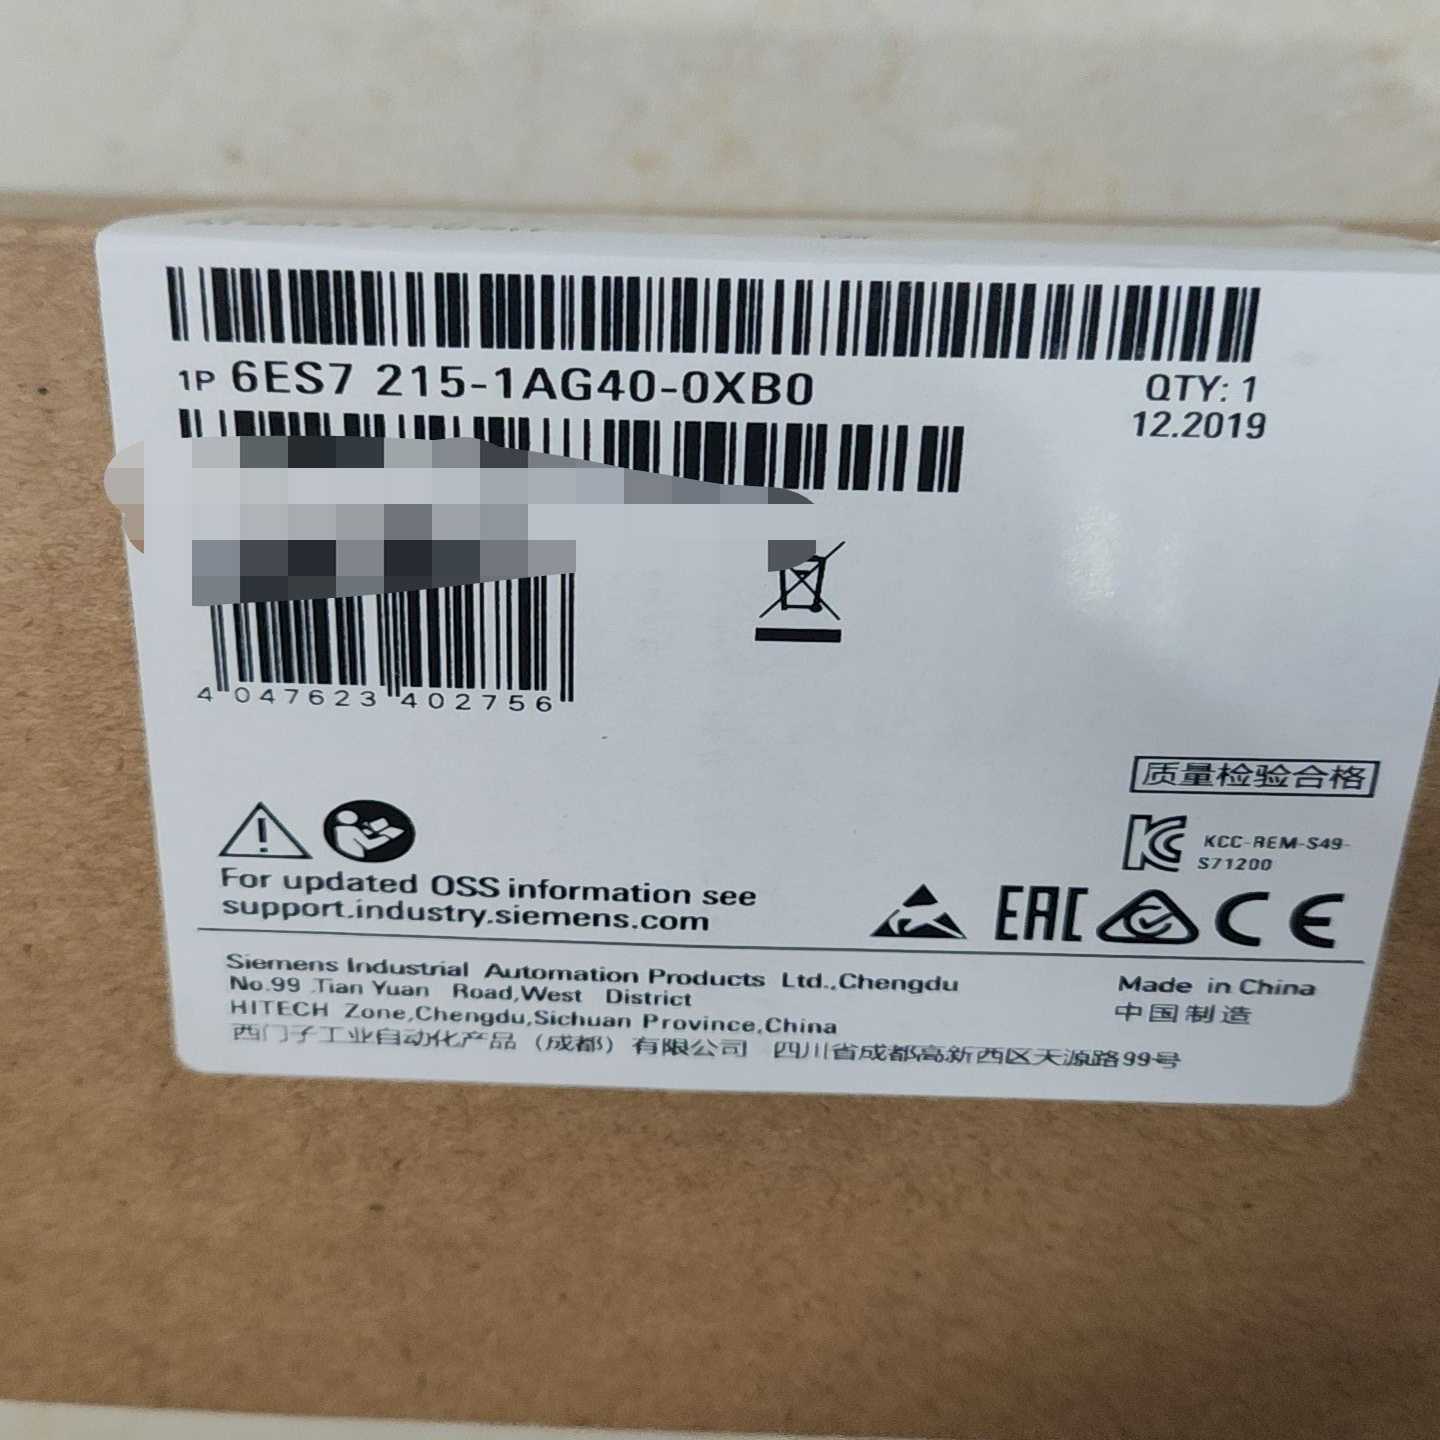 1P 6ES7 215-1AG40-0XB0
QTY: 1
12.2019
4 047623 402756
质量检验合格
KCC-REM-S49-
S71200
For updated OSS information see
support.industry.siemens.com
EAC
CE
Siemens Industrial Automation Products Ltd.,Chengdu
No.99 .Tian Yuan Road,West District
HITECH Zone,Chengdu,Sichuan Province,China
西门子工业自动化产品（成都）有限公司 四川省成都高新西区天源路99号
Made in China
中国制造